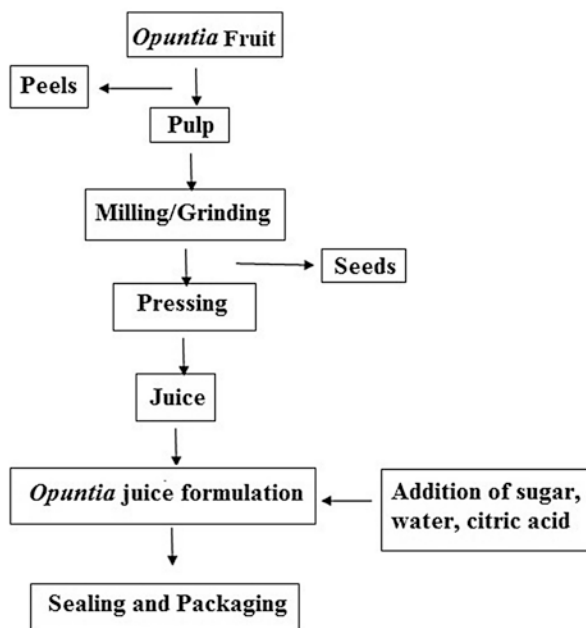 Opuntia Fruit
Peels
Pulp
Milling/Grinding
Seeds
Pressing
Juice
Opuntia juice formulation
Addition of sugar,
water, citric acid
Sealing and Packaging